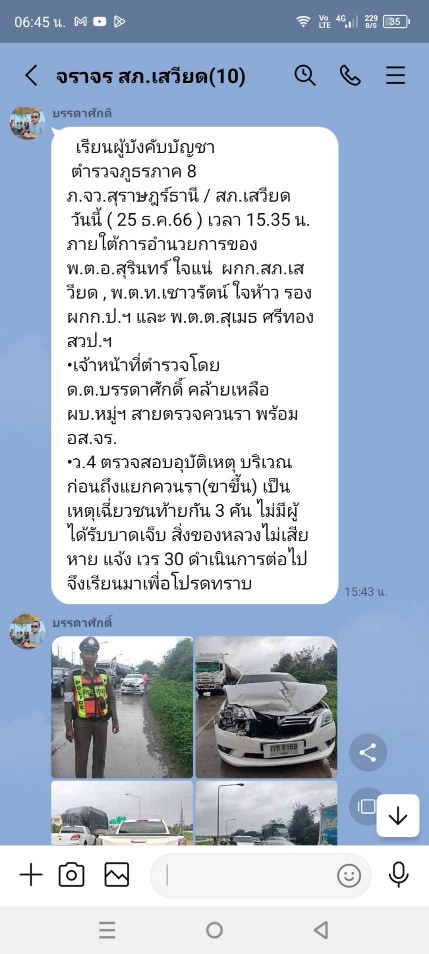 06:45 น.
Vo LTE 4G 229 B/S 35
จราจร สภ.เสวียด(10)
บรรดาศักดิ์
เรียนผู้บังคับบัญชา
ตำรวจภูธรภาค 8
ภ.จว.สุราษฎร์ธานี / สภ.เสวียด
วันนี้ ( 25 ธ.ค.66 ) เวลา 15.35 น.
ภายใต้การอำนวยการของ
พ.ต.อ.สุรินทร์ ใจแน่ ผกก.สภ.เส
วียด , พ.ต.ท.เชาวรัตน์ ใจห้าว รอง
ผกก.ป.ฯ และ พ.ต.ต.สุเมธ ศรีทอง
สวป.ฯ
•เจ้าหน้าที่ตำรวจโดย
ด.ต.บรรดาศักดิ์ คล้ายเหลือ
ผบ.หมู่ฯ สายตรวจควนรา พร้อม
อส.จร.
•ว.4 ตรวจสอบอุบัติเหตุ บริเวณ
ก่อนถึงแยกควนรา(ขาขึ้น) เป็น
เหตุเฉี่ยวชนท้ายกัน 3 คัน ไม่มีผู้
ได้รับบาดเจ็บ สิ่งของหลวงไม่เสีย
หาย แจ้ง เวร 30 ดำเนินการต่อไป
จึงเรียนมาเพื่อโปรดทราบ
15:43 น.
บรรดาศักดิ์
POLICE
6169